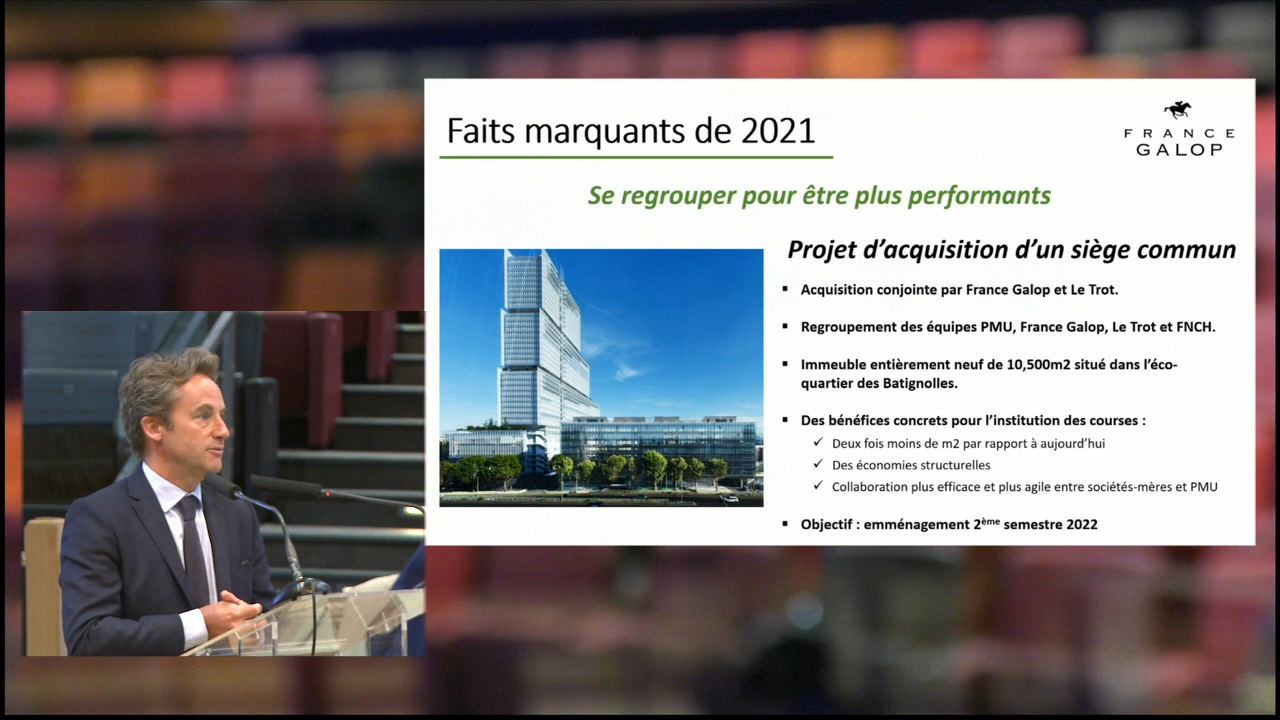 Faits marquants de 2021
FRANCE
GALOP
Se regrouper pour être plus performants
Projet d’acquisition d’un siège commun
▪ Acquisition conjointe par France Galop et Le Trot.
▪ Regroupement des équipes PMU, France Galop, Le Trot et FNCH.
▪ Immeuble entièrement neuf de 10,500m2 situé dans l’éco-
quartier des Batignolles.
▪ Des bénéfices concrets pour l’institution des courses :
✓ Deux fois moins de m2 par rapport à aujourd’hui
✓ Des économies structurelles
✓ Collaboration plus efficace et plus agile entre sociétés-mères et PMU
▪ Objectif : emménagement 2ème semestre 2022